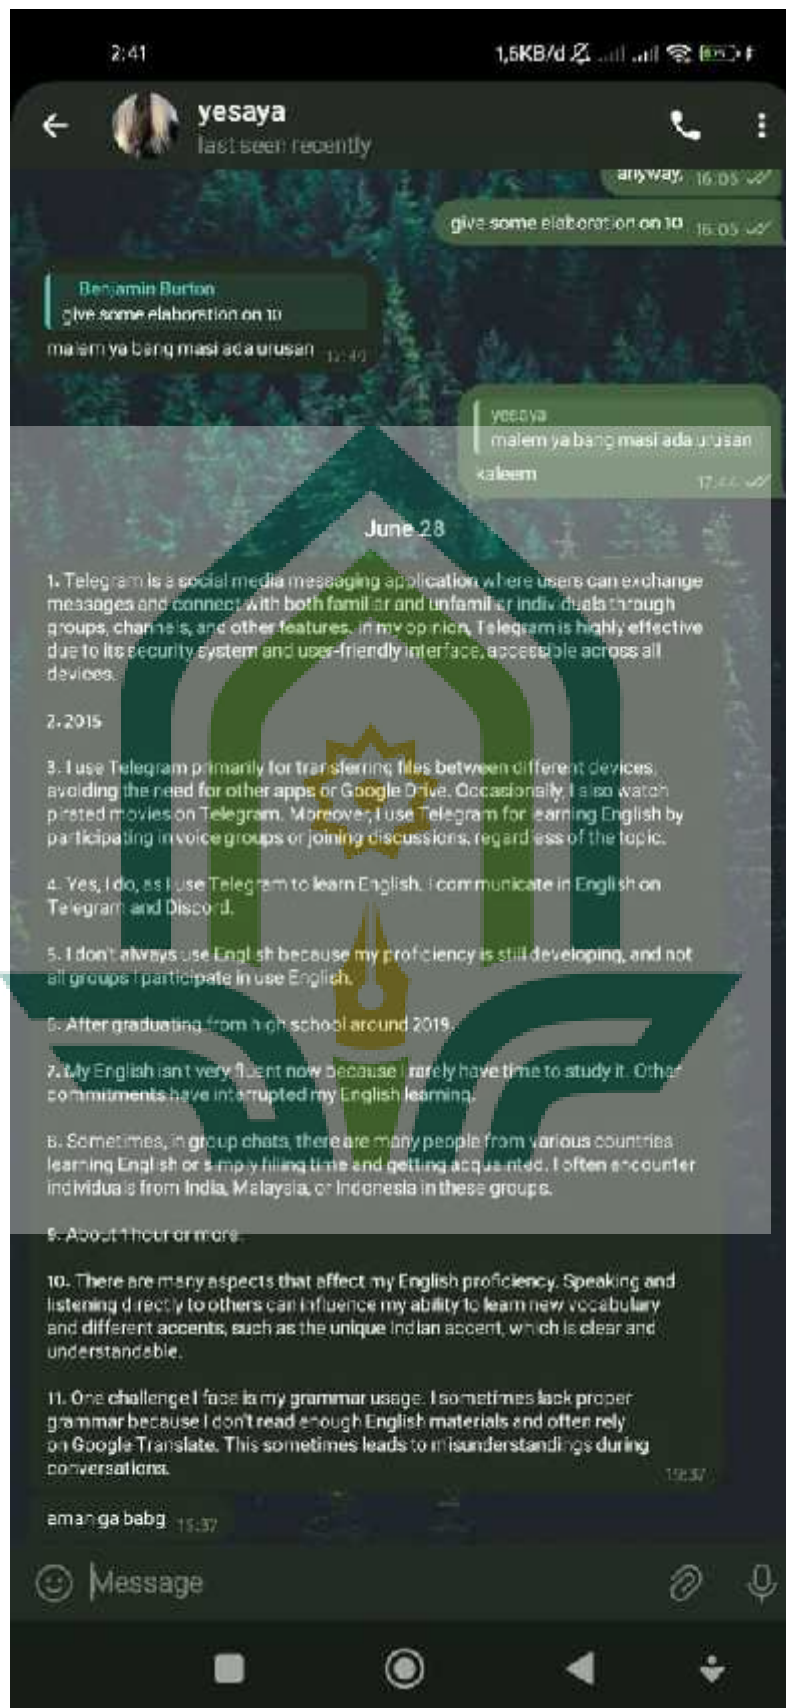 2:41 1,6KB/d
yesaya
last seen recently
anyway. 16:05
give some elaboration on 10 16:05
Benjamin Burton
give some elaboration on 10
malem ya bang masi ada urusan
yesaya
malem ya bang masi ada urusan
kaleem 17:44
June 28
1. Telegram is a social media messaging application where users can exchange
messages and connect with both familiar and unfamiliar individuals through
groups, channels, and other features. In my opinion, Telegram is highly effective
due to its security system and user-friendly interface, accessible across all
devices.
2. 2015
3. I use Telegram primarily for transferring files between different devices,
avoiding the need for other apps or Google Drive. Occasionally, I also watch
pirated movies on Telegram. Moreover, I use Telegram for learning English by
participating in voice groups or joining discussions, regardless of the topic.
4. Yes, I do, as I use Telegram to learn English. I communicate in English on
Telegram and Discord.
5. I don't always use English because my proficiency is still developing, and not
all groups I participate in use English.
6. After graduating from high school around 2019.
7. My English isn't very fluent now because I rarely have time to study it. Other
commitments have interrupted my English learning.
8. Sometimes, in group chats, there are many people from various countries
learning English or simply filling time and getting acquainted. I often encounter
individuals from India, Malaysia, or Indonesia in these groups.
9. About 1 hour or more.
10. There are many aspects that affect my English proficiency. Speaking and
listening directly to others can influence my ability to learn new vocabulary
and different accents, such as the unique Indian accent, which is clear and
understandable.
11. One challenge I face is my grammar usage. I sometimes lack proper
grammar because I don't read enough English materials and often rely
on Google Translate. This sometimes leads to misunderstandings during
conversations. 15:37
aman ga babg 15:37
Message